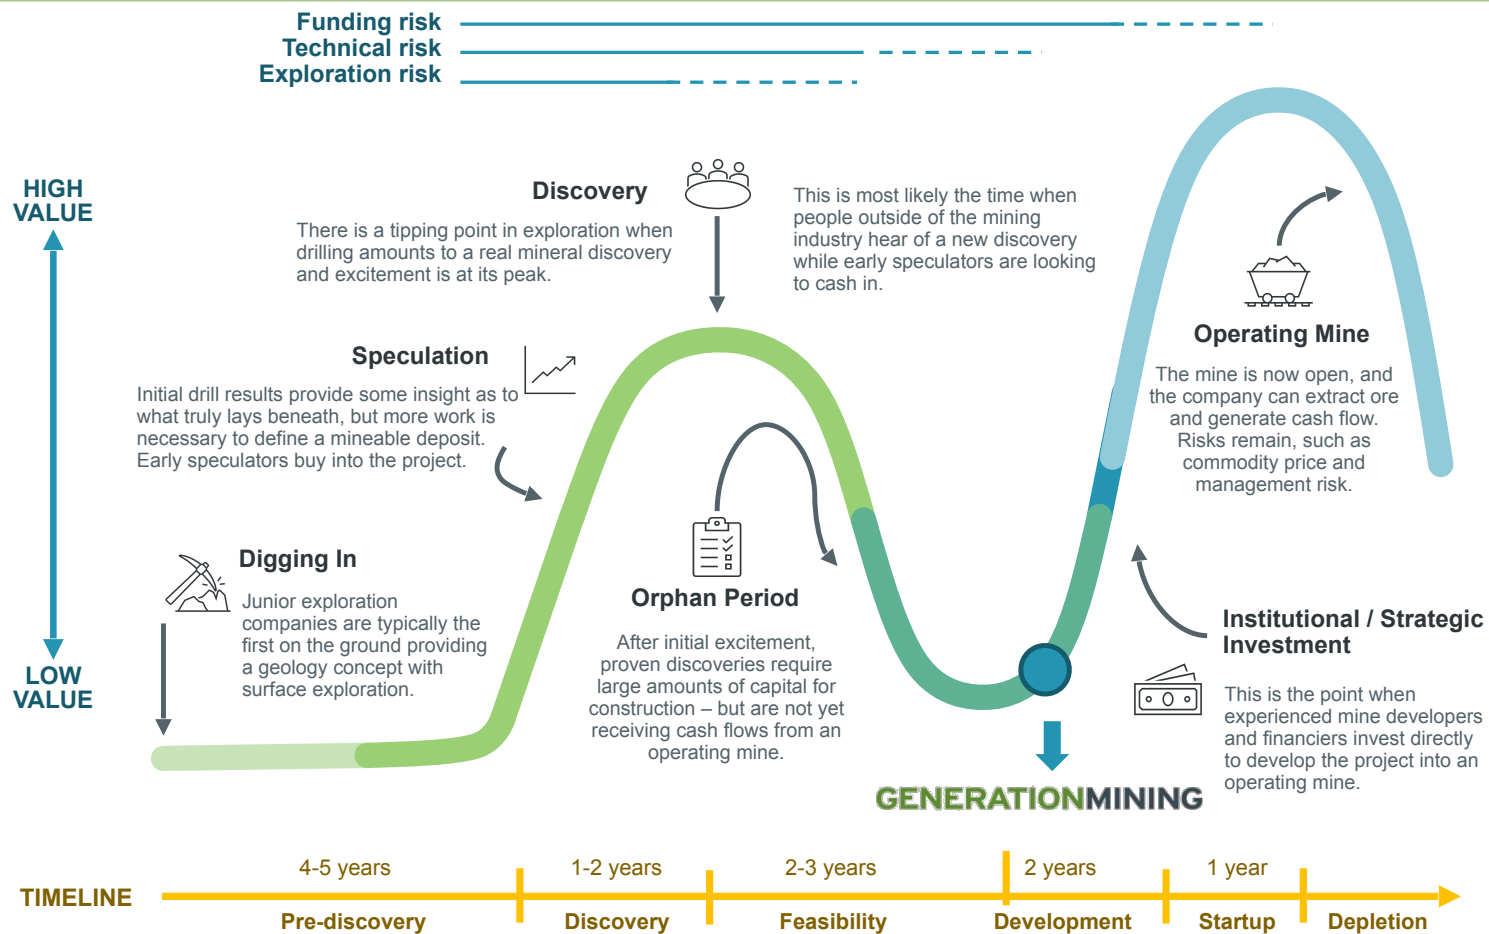 Funding risk
Technical risk
Exploration risk
HIGH
VALUE
LOW
VALUE
Discovery
There is a tipping point in exploration when
drilling amounts to a real mineral discovery
and excitement is at its peak.
This is most likely the time when
people outside of the mining
industry hear of a new discovery
while early speculators are looking
to cash in.
Speculation
Initial drill results provide some insight as to
what truly lays beneath, but more work is
necessary to define a mineable deposit.
Early speculators buy into the project.
Operating Mine
The mine is now open, and
the company can extract ore
and generate cash flow.
Risks remain, such as
commodity price and
management risk.
Digging In
Junior exploration
companies are typically the
first on the ground providing
a geology concept with
surface exploration.
Orphan Period
After initial excitement,
proven discoveries require
large amounts of capital for
construction – but are not yet
receiving cash flows from an
operating mine.
Institutional / Strategic
Investment
This is the point when
experienced mine developers
and financiers invest directly
to develop the project into an
operating mine.
GENERATIONMINING
TIMELINE
4-5 years
1-2 years
2-3 years
2 years
1 year
Pre-discovery
Discovery
Feasibility
Development
Startup
Depletion